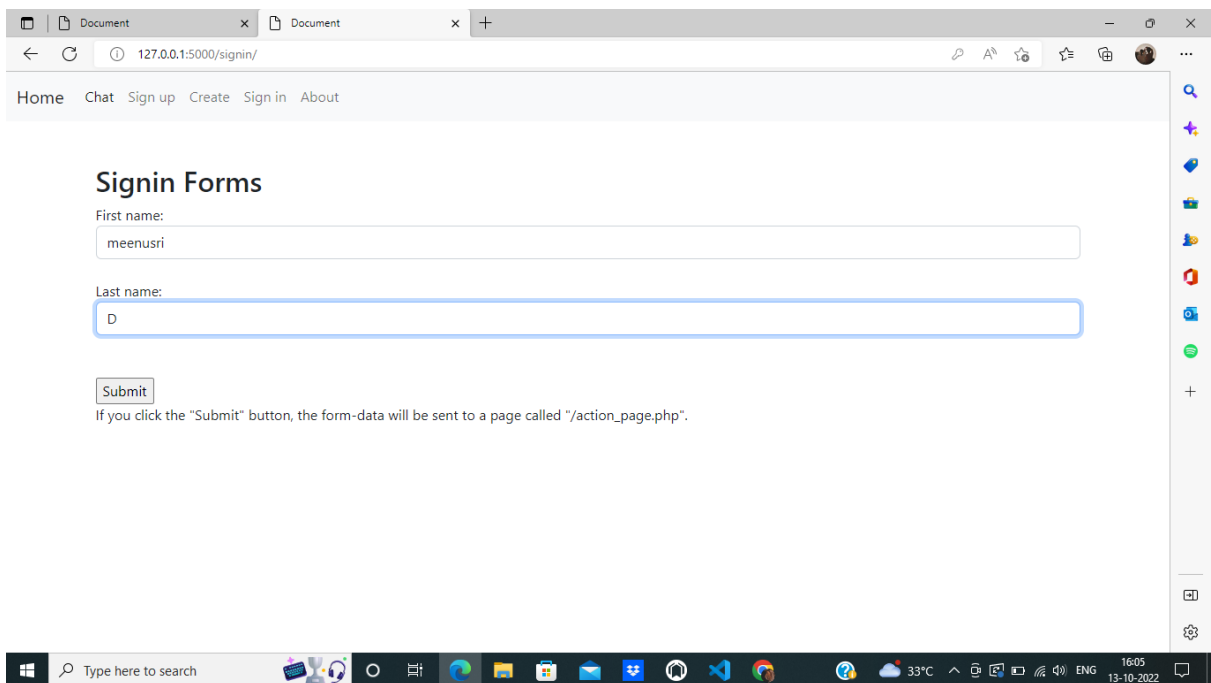 Document
Document
127.0.0.1:5000/signin/
Home Chat Sign up Create Sign in About
Signin Forms
First name:
meenusri
Last name:
D
Submit
If you click the "Submit" button, the form-data will be sent to a page called "/action_page.php".
Type here to search
33°C
ENG
16:05
13-10-2022